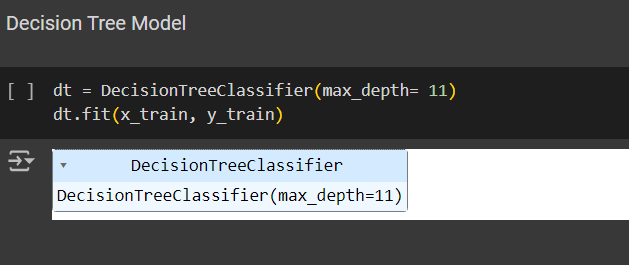 Decision Tree Model
[ ] dt = DecisionTreeClassifier(max_depth= 11)
dt.fit(x_train, y_train)
DecisionTreeClassifier
DecisionTreeClassifier(max_depth=11)